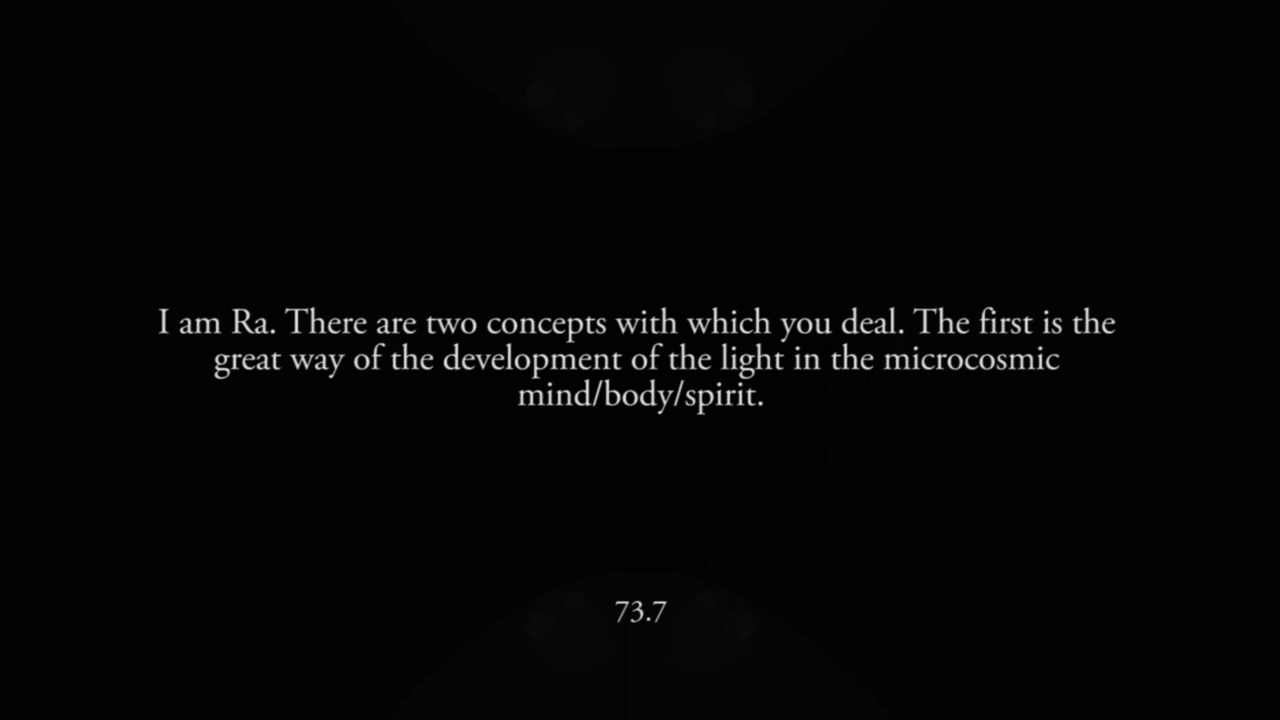 I am Ra. There are two concepts with which you deal. The first is the
great way of the development of the light in the microcosmic
mind/body/spirit.
73.7